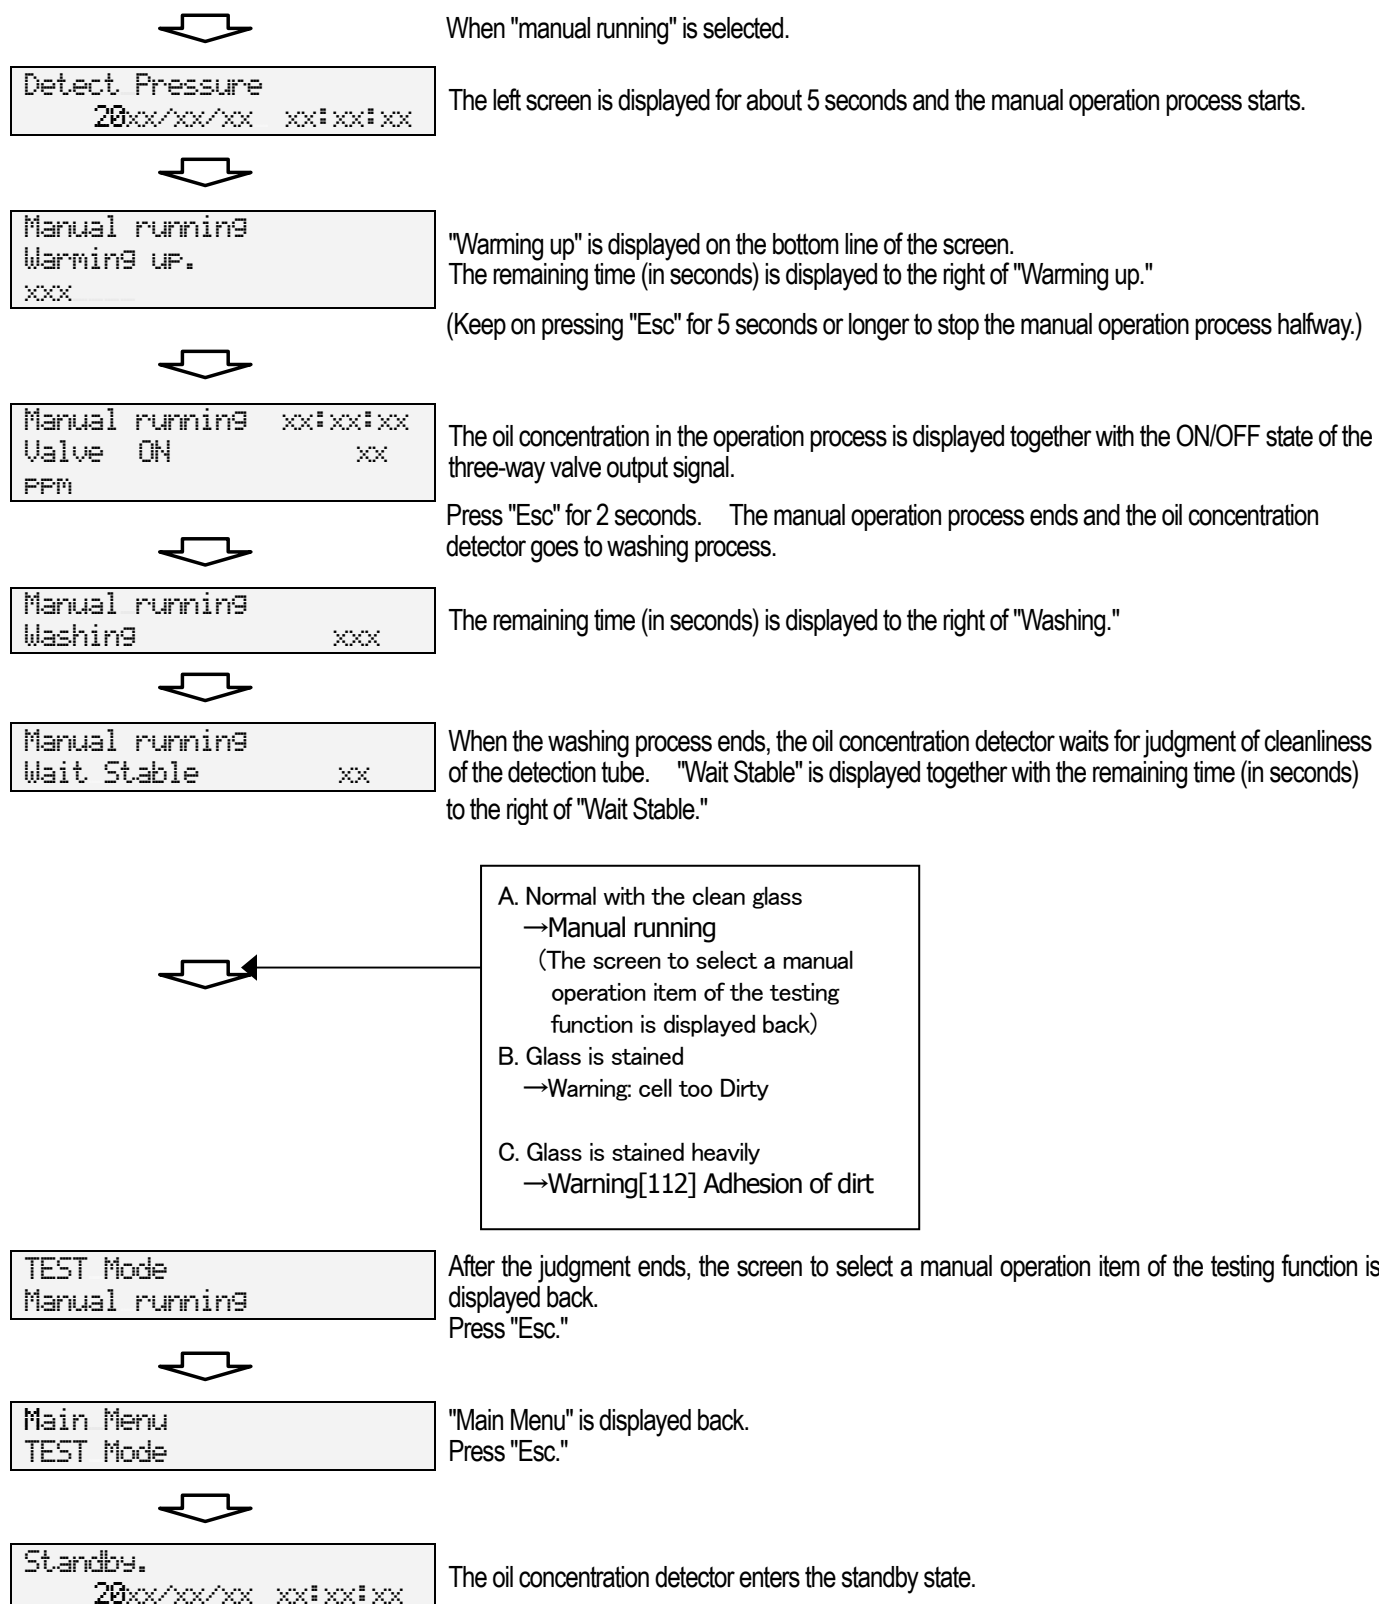 When "manual running" is selected.
Detect Pressure
20xx/xx/xx xx:xx:xx
The left screen is displayed for about 5 seconds and the manual operation process starts.
Manual running
Warming up.
xxx
"Warming up" is displayed on the bottom line of the screen.
The remaining time (in seconds) is displayed to the right of "Warming up."
(Keep on pressing "Esc" for 5 seconds or longer to stop the manual operation process halfway.)
Manual running xx:xx:xx
Valve ON xx
ppm
The oil concentration in the operation process is displayed together with the ON/OFF state of the
three-way valve output signal.
Press "Esc" for 2 seconds. The manual operation process ends and the oil concentration
detector goes to washing process.
Manual running
Washing xxx
The remaining time (in seconds) is displayed to the right of "Washing."
Manual running
Wait Stable xx
When the washing process ends, the oil concentration detector waits for judgment of cleanliness
of the detection tube. "Wait Stable" is displayed together with the remaining time (in seconds)
to the right of "Wait Stable."
A. Normal with the clean glass
→Manual running
(The screen to select a manual
operation item of the testing
function is displayed back)
B. Glass is stained
→Warning: cell too Dirty
C. Glass is stained heavily
→Warning[112] Adhesion of dirt
TEST Mode
Manual running
After the judgment ends, the screen to select a manual operation item of the testing function is
displayed back.
Press "Esc."
Main Menu
TEST Mode
"Main Menu" is displayed back.
Press "Esc."
Standby.
20xx/xx/xx xx:xx:xx
The oil concentration detector enters the standby state.